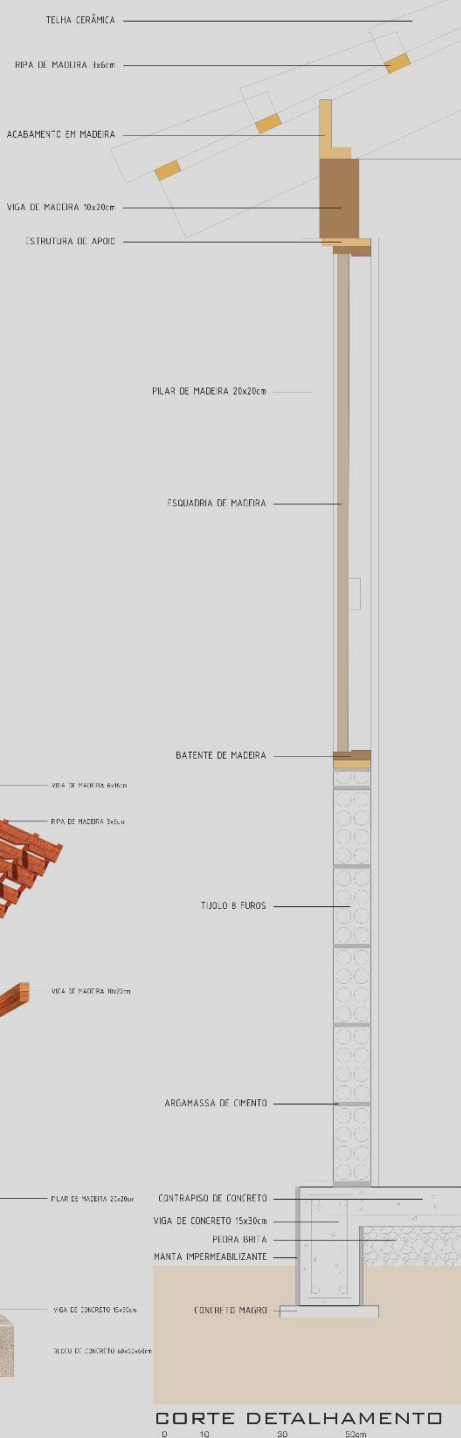 TELHA CERÂMICA
RIPA DE MADEIRA 3x6cm
ACABAMENTO EM MADEIRA
VIGA DE MADEIRA 10x20cm
ESTRUTURA DE APOIO
PILAR DE MADEIRA 20x20cm
ESQUADRIA DE MADEIRA
BATENTE DE MADEIRA
VIGA DE MADEIRA 6x16cm
RIPA DE MADEIRA 3x6cm
TIJOLO 8 FUROS
VIGA DE MADEIRA 10x20cm
ARGAMASSA DE CIMENTO
PILAR DE MADEIRA 20x20cm
CONTRAPISO DE CONCRETO
VIGA DE CONCRETO 15x30cm
PEDRA BRITA
MANTA IMPERMEABILIZANTE
CONCRETO MAGRO
VIGA DE CONCRETO 15x30cm
BLOCO DE CONCRETO
CORTE DETALHAMENTO
0 10 30 50cm